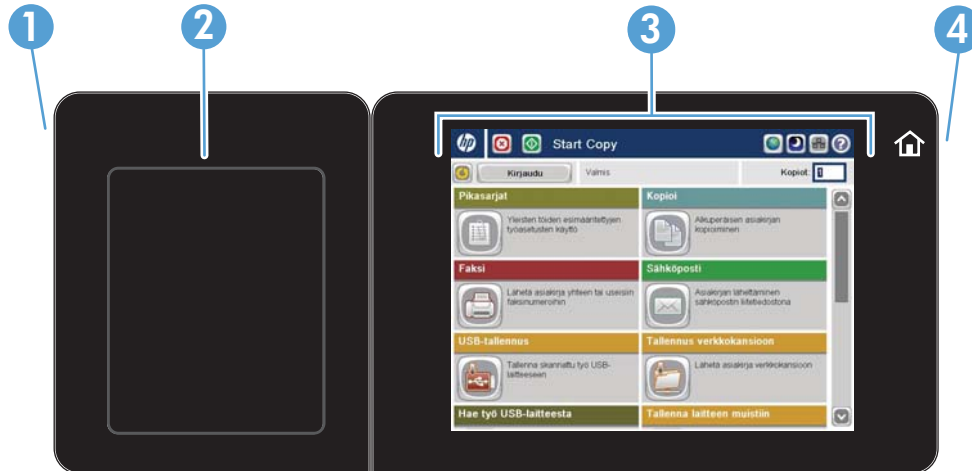 1
2
3
4
hp
Start Copy
Kirjaudu
Valmis
Kopiot:
1
Pikasarjat
Kopioi
Yleisten töiden esimääritettyjen
työasetusten käyttö
Alkuperäisen asiakirjan
kopioiminen
Faksi
Sähköposti
Lähetä asiakirja yhteen tai useisiin
faksinumeroihin
Asiakirjan lähettäminen
sähköpostin liitetiedostona
USB-tallennus
Tallennus verkkokansioon
Tallenna skannattu työ USB-
laitteeseen
Lähetä asiakirja verkkokansioon
Hae työ USB-laitteesta
Tallenna laitteen muistiin